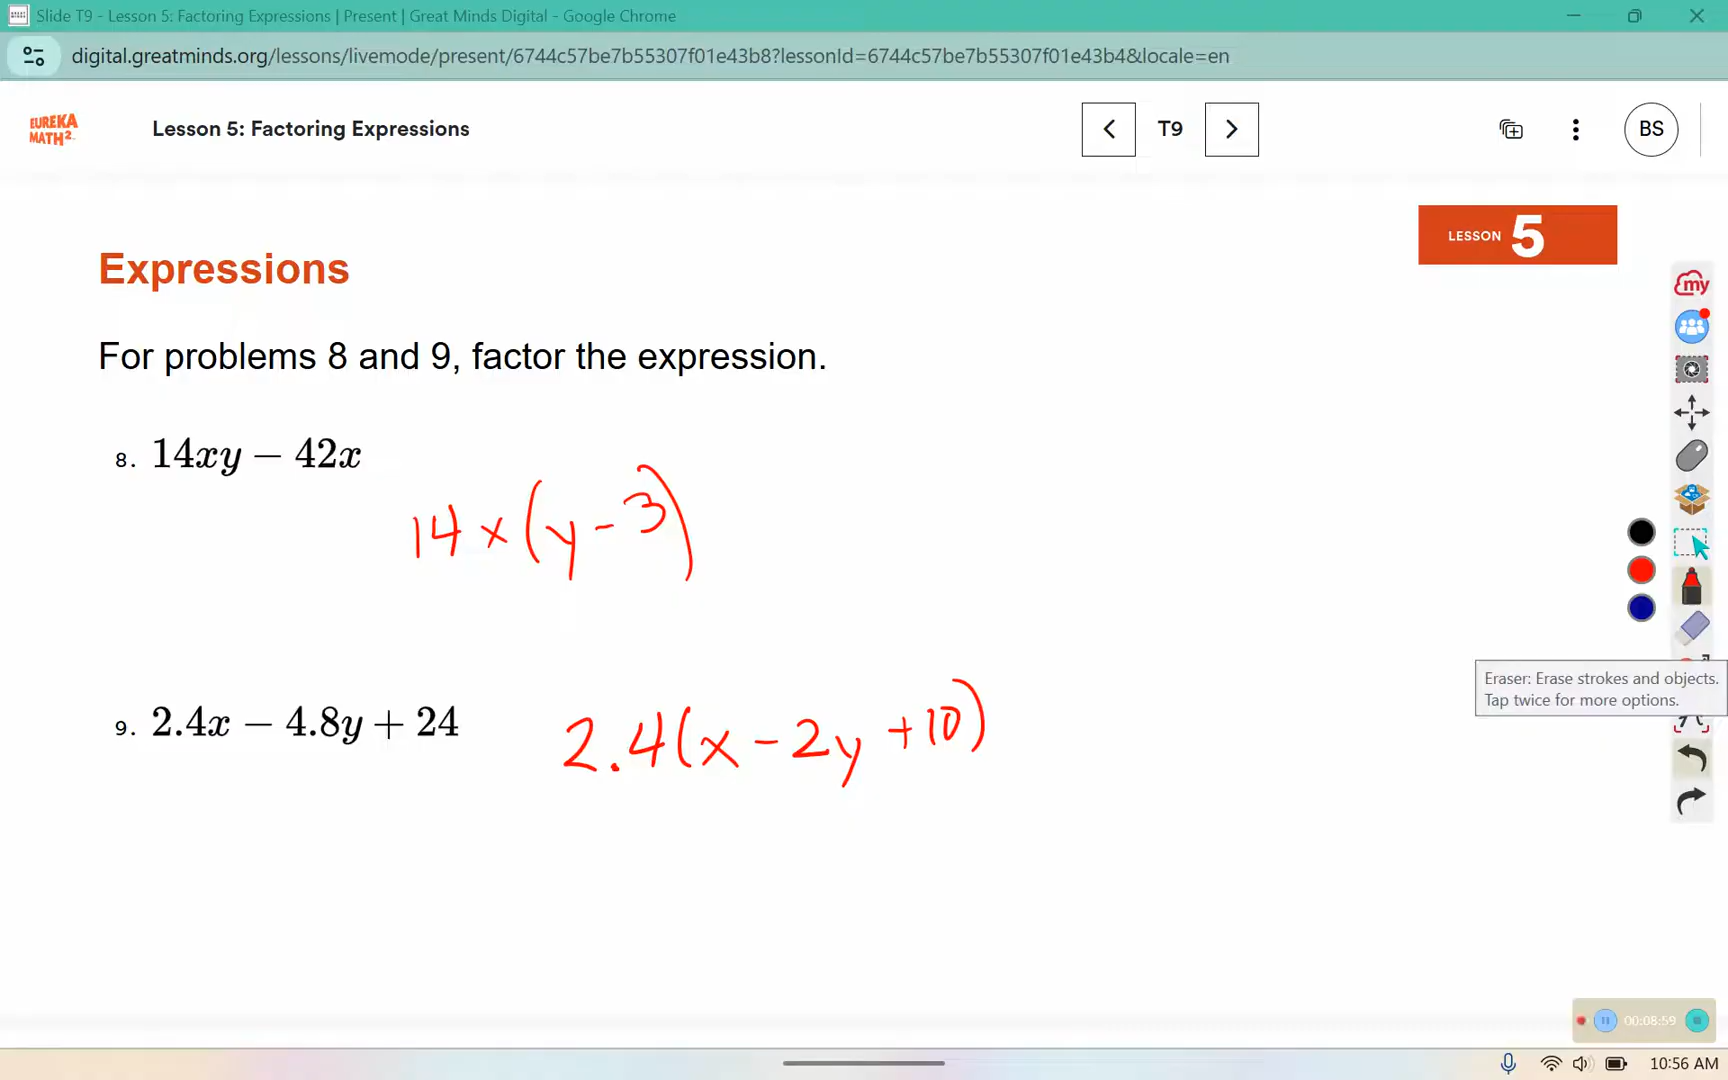 Slide T9 - Lesson 5: Factoring Expressions | Present | Great Minds Digital - Google Chrome
digital.greatminds.org/lessons/livemode/present/6744c57be7b55307f01e43b8?lessonId=6744c57be7b55307f01e43b4&locale=en
EUREKA
MATH²
Lesson 5: Factoring Expressions
T9
BS
LESSON 5
Expressions
my
For problems 8 and 9, factor the expression.
8. 14xy − 42x
14x(y − 3)
9. 2.4x − 4.8y + 24
2.4(x − 2y + 10)
Eraser: Erase strokes and objects.
Tap twice for more options.
00:08:59
10:56 AM